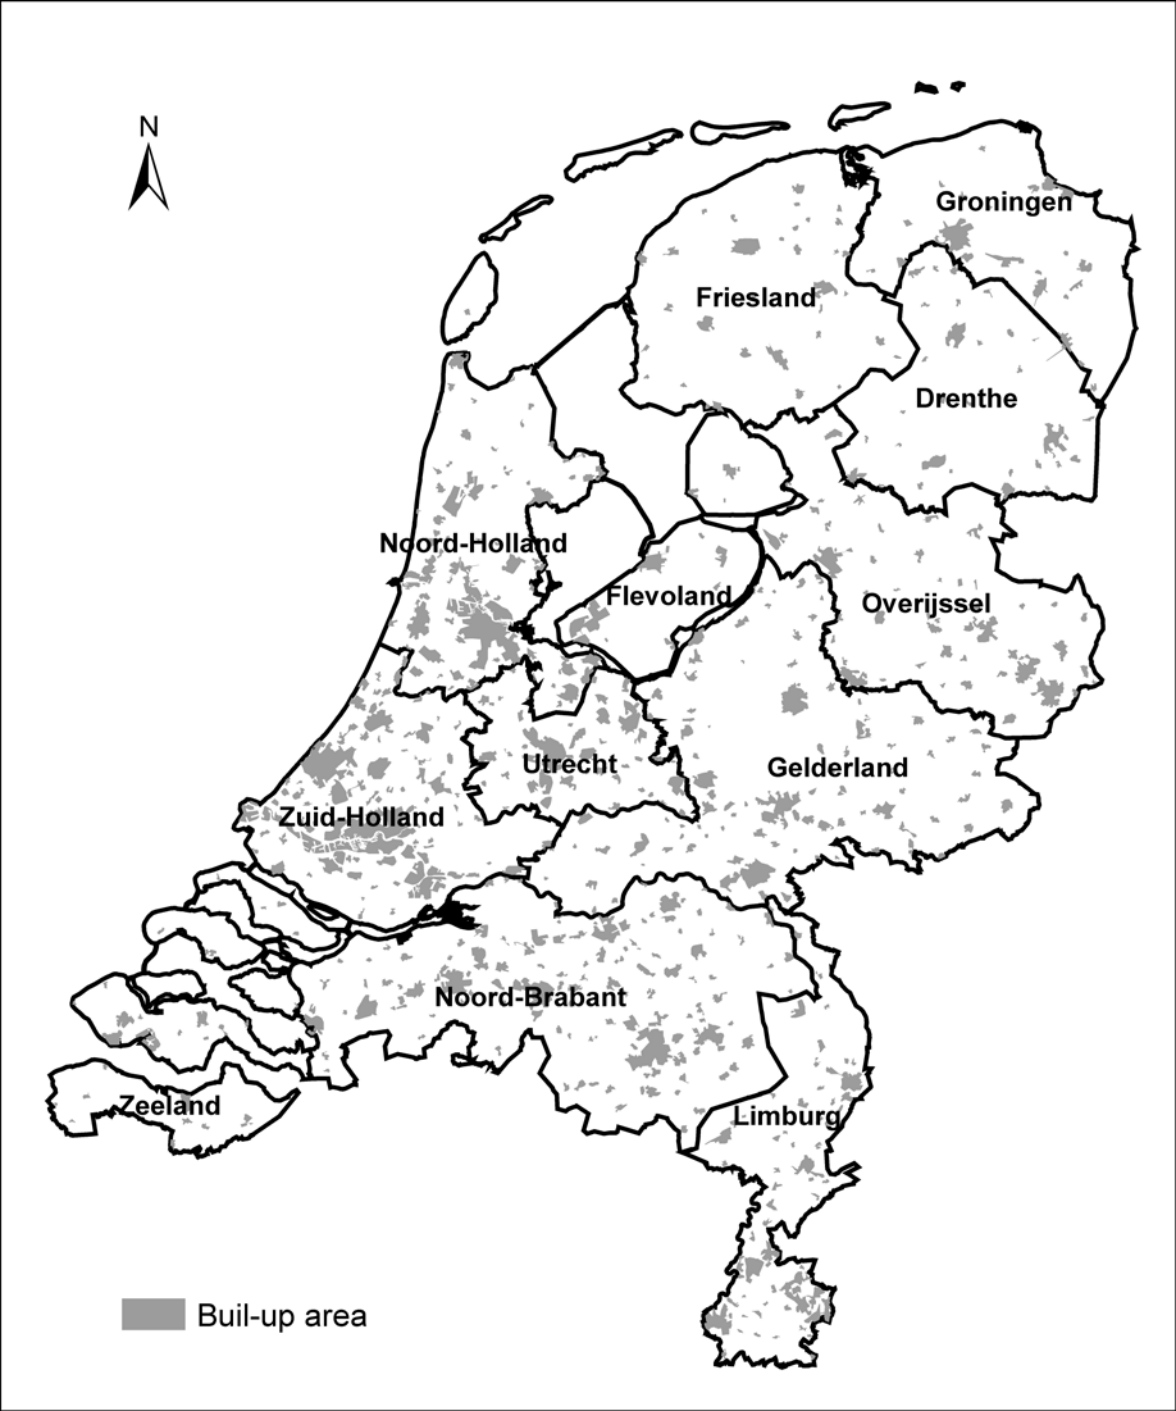 N
Groningen
Friesland
Drenthe
Noord-Holland
Flevoland
Overijssel
Utrecht
Gelderland
Zuid-Holland
Noord-Brabant
Zeeland
Limburg
Buil-up area